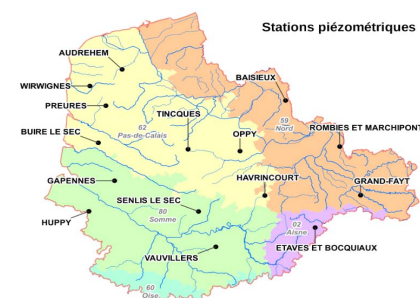 Stations piézométriques
AUDREHEM
WIRWIGNES
BAISIEUX
PREURES
TINCQUES
59
Nord
BUIRE LE SEC
62
Pas-de-Calais
OPPY
ROMBIES ET MARCHIPONT
GAPENNES
HAVRINCOURT
GRAND-FAYT
SENLIS LE SEC
80
Somme
HUPPY
02
Aisne
ETAVES ET BOCQUIAUX
VAUVILLERS
60
Oise